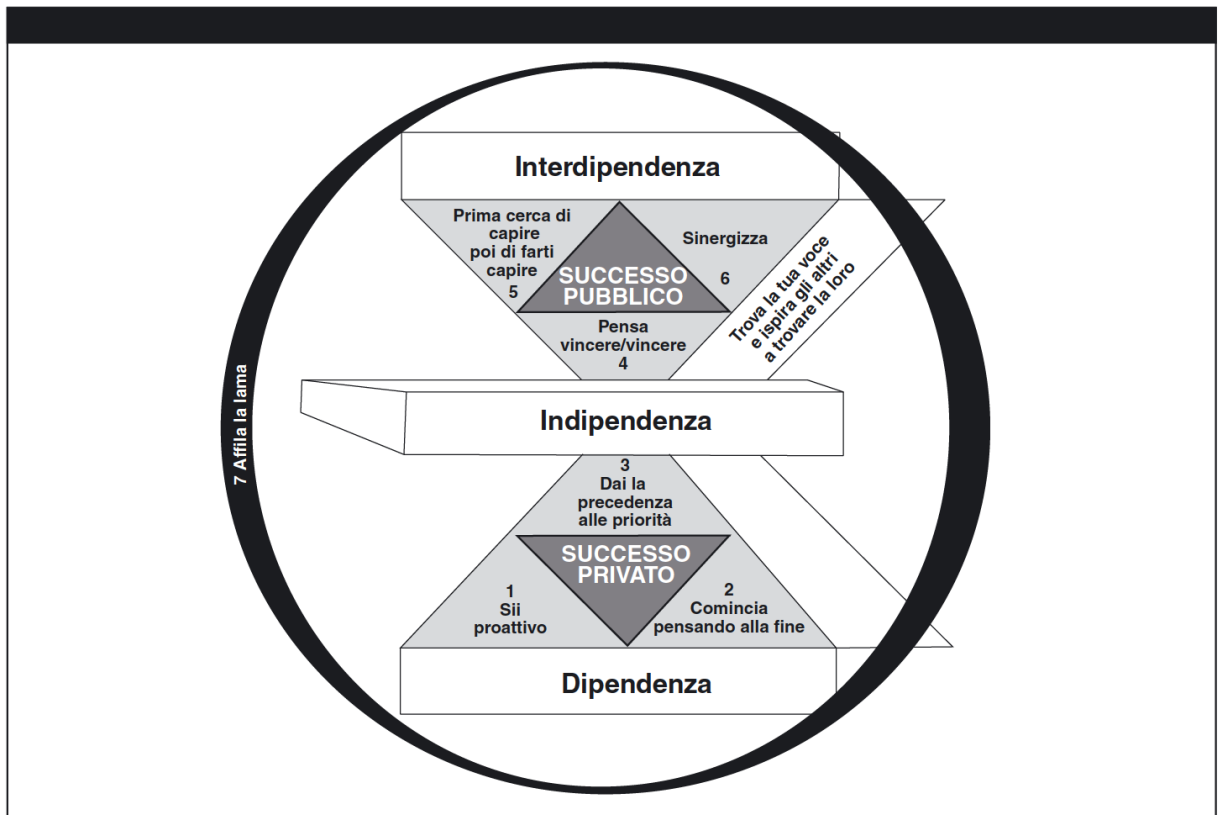 Interdipendenza
Prima cerca di
capire
poi di farti
capire
5
SUCCESSO
PUBBLICO
Sinergizza
6
Pensa
vincere/vincere
4
Trova la tua voce
e ispira gli altri
a trovare la loro
7 Affila la lama
Indipendenza
3
Dai la
precedenza
alle priorità
SUCCESSO
PRIVATO
1
Sii
proattivo
2
Comincia
pensando alla fine
Dipendenza